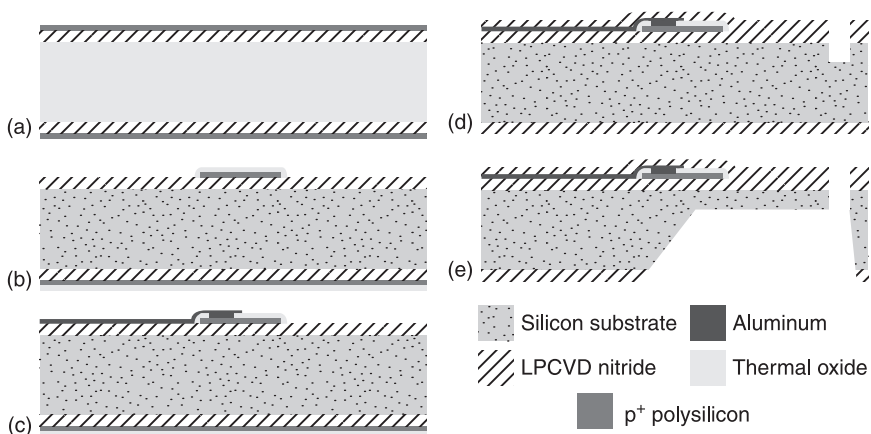 (a)
(b)
(c)
(d)
(e)
Silicon substrate
Aluminum
LPCVD nitride
Thermal oxide
p+ polysilicon